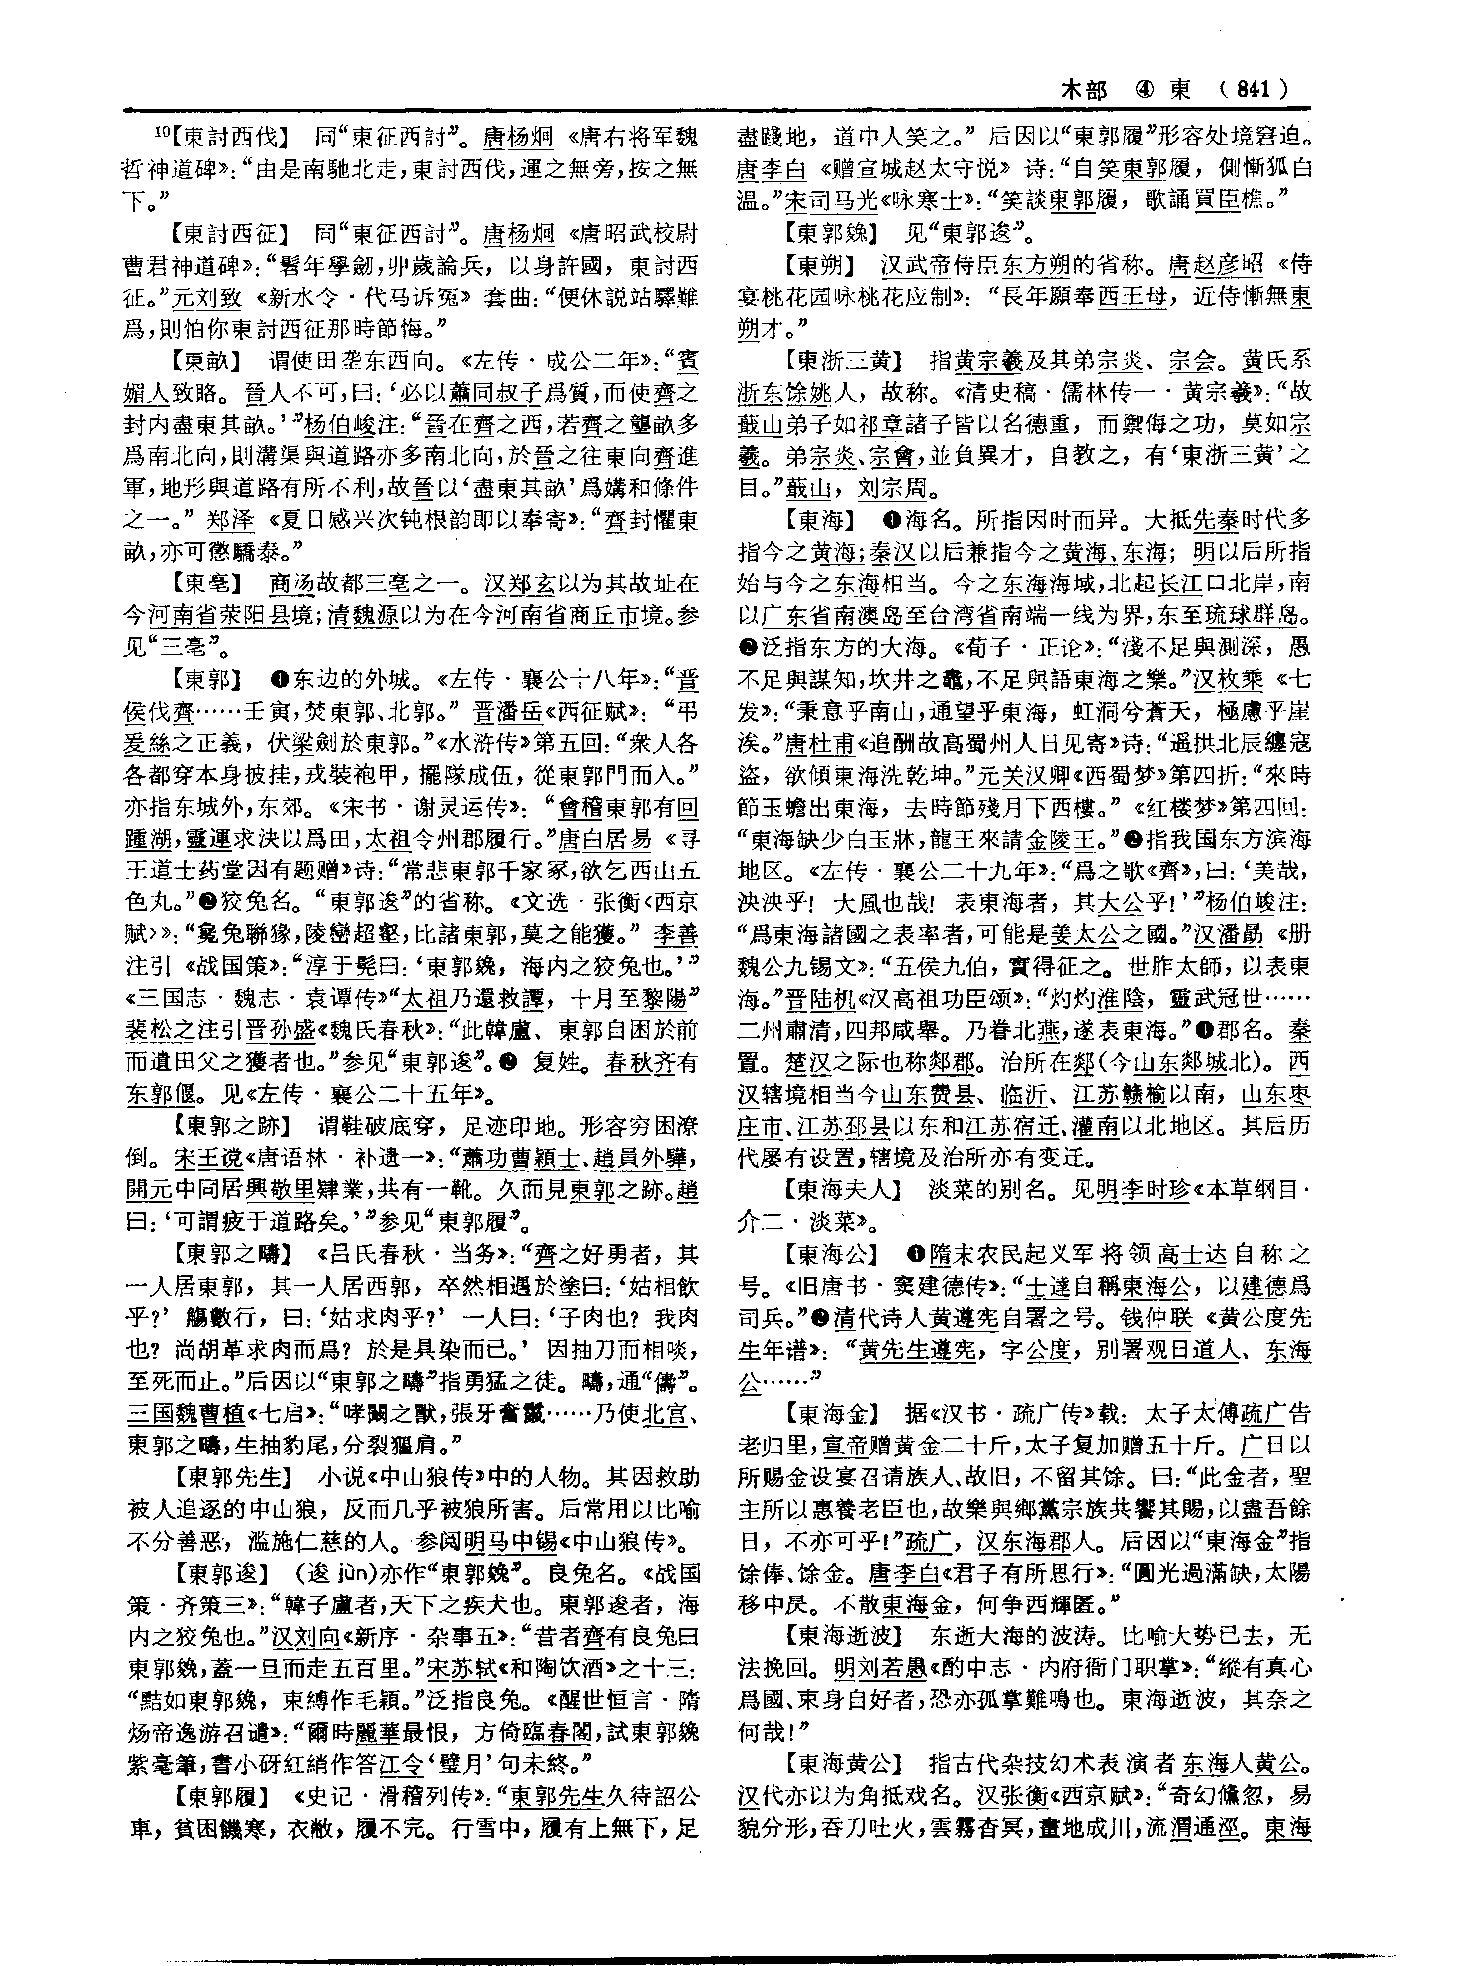 木部 ④ 東 (841)
¹⁰【東討西伐】 同“東征西討”。唐杨炯《唐右将军魏
哲神道碑》：“由是南馳北走，東討西伐，運之無旁，按之無
下。”
【東討西征】 同“東征西討”。唐杨炯《唐昭武校尉
曹君神道碑》：“髫年學劒，丱歲論兵，以身許國，東討西
征。”元刘致《新水令·代马诉冤》套曲：“便休説站驛難
爲，則怕你東討西征那時節悔。”
【東畝】 谓使田垄东西向。《左传·成公二年》：“賓
媚人致賂。晉人不可，曰：‘必以蕭同叔子爲質，而使齊之
封内盡東其畝。’”杨伯峻注：“晉在齊之西，若齊之壟畝多
爲南北向，則溝渠與道路亦多南北向，於晉之往東向齊進
軍，地形與道路有所不利，故晉以‘盡東其畝’爲媾和條件
之一。”郑泽《夏日感兴次钝根韵即以奉寄》：“齊封懼東
畝，亦可懲驕泰。”
【東亳】 商汤故都三亳之一。汉郑玄以为其故址在
今河南省荥阳县境；清魏源以为在今河南省商丘市境。参
见“三亳”。
【東郭】 ❶东边的外城。《左传·襄公十八年》：“晉
侯伐齊……壬寅，焚東郭、北郭。”晋潘岳《西征赋》：“弔
爰絲之正義，伏梁劍於東郭。”《水浒传》第五回：“衆人各
各都穿本身披挂，戎裝袍甲，擺隊成伍，從東郭門而入。”
亦指东城外，东郊。《宋书·谢灵运传》：“會稽東郭有回
踵湖，靈運求決以爲田，太祖令州郡履行。”唐白居易《寻
王道士药堂因有题赠》诗：“常悲東郭千家冢，欲乞西山五
色丸。”❷狡兔名。“東郭逡”的省称。《文选·张衡〈西京
赋〉》：“毚兔聯猭，陵巒超壑，比諸東郭，莫之能獲。”李善
注引《战国策》：“淳于髡曰：‘東郭㕙，海内之狡兔也。’”
《三国志·魏志·袁谭传》“太祖乃還救譚，十月至黎陽”
裴松之注引晋孙盛《魏氏春秋》：“此韓盧、東郭自困於前
而遺田父之獲者也。”参见“東郭逡”。❸ 复姓。春秋齐有
东郭偃。见《左传·襄公二十五年》。
【東郭之跡】 谓鞋破底穿，足迹印地。形容穷困潦
倒。宋王谠《唐语林·补遗一》：“蕭功曹穎士、趙員外驊，
開元中同居興敬里肄業，共有一靴。久而見東郭之跡。趙
曰：‘可謂疲于道路矣。’”参见“東郭履”。
【東郭之疇】 《吕氏春秋·当务》：“齊之好勇者，其
一人居東郭，其一人居西郭，卒然相遇於塗曰：‘姑相飲
乎？’觴數行，曰：‘姑求肉乎？’一人曰：‘子肉也？我肉
也？尚胡革求肉而爲？於是具染而已。’因抽刀而相啖，
至死而止。”后因以“東郭之疇”指勇猛之徒。疇，通“儔”。
三国魏曹植《七启》：“哮闞之獸，張牙奮鬣……乃使北宫、
東郭之疇，生抽豹尾，分裂貙肩。”
【東郭先生】 小说《中山狼传》中的人物。其因救助
被人追逐的中山狼，反而几乎被狼所害。后常用以比喻
不分善恶，滥施仁慈的人。参阅明马中锡《中山狼传》。
【東郭逡】 (逡 jùn)亦作“東郭㕙”。良兔名。《战国
策·齐策三》：“韓子盧者，天下之疾犬也。東郭逡者，海
内之狡兔也。”汉刘向《新序·杂事五》：“昔者齊有良兔曰
東郭㕙，蓋一旦而走五百里。”宋苏轼《和陶饮酒》之十三：
“黠如東郭㕙，束縛作毛穎。”泛指良兔。《醒世恒言·隋
炀帝逸游召谴》：“爾時麗華最恨，方倚臨春閣，試東郭㕙
紫毫筆，書小砑紅綃作答江令‘璧月’句未終。”
【東郭履】 《史记·滑稽列传》：“東郭先生久待詔公
車，貧困饑寒，衣敝，履不完。行雪中，履有上無下，足
盡踐地，道中人笑之。”后因以“東郭履”形容处境窘迫。
唐李白《赠宣城赵太守悦》诗：“自笑東郭履，側慚狐白
温。”宋司马光《咏寒士》：“笑談東郭履，歌誦買臣樵。”
【東郭㕙】 见“東郭逡”。
【東朔】 汉武帝侍臣东方朔的省称。唐赵彦昭《侍
宴桃花园咏桃花应制》：“長年願奉西王母，近侍慚無東
朔才。”
【東浙三黄】 指黄宗羲及其弟宗炎、宗会。黄氏系
浙东馀姚人，故称。《清史稿·儒林传一·黄宗羲》：“故
蕺山弟子如祁章諸子皆以名德重，而禦侮之功，莫如宗
羲。弟宗炎、宗會，並負異才，自教之，有‘東浙三黄’之
目。”蕺山，刘宗周。
【東海】 ❶海名。所指因时而异。大抵先秦时代多
指今之黄海；秦汉以后兼指今之黄海、东海；明以后所指
始与今之东海相当。今之东海海域，北起长江口北岸，南
以广东省南澳岛至台湾省南端一线为界，东至琉球群岛。
❷泛指东方的大海。《荀子·正论》：“淺不足與測深，愚
不足與謀知，坎井之鼃，不足與語東海之樂。”汉枚乘《七
发》：“秉意乎南山，通望乎東海，虹洞兮蒼天，極慮乎崖
涘。”唐杜甫《追酬故高蜀州人日见寄》诗：“遥拱北辰纏寇
盜，欲傾東海洗乾坤。”元关汉卿《西蜀梦》第四折：“來時
節玉蟾出東海，去時節殘月下西樓。”《红楼梦》第四回：
“東海缺少白玉牀，龍王來請金陵王。”❸指我国东方滨海
地区。《左传·襄公二十九年》：“爲之歌《齊》，曰：‘美哉，
泱泱乎！大風也哉！表東海者，其大公乎！’”杨伯峻注：
“爲東海諸國之表率者，可能是姜太公之國。”汉潘勗《册
魏公九锡文》：“五侯九伯，實得征之。世胙太師，以表東
海。”晋陆机《汉高祖功臣颂》：“灼灼淮陰，靈武冠世……
二州肅清，四邦咸舉。乃眷北燕，遂表東海。”❹郡名。秦
置。楚汉之际也称郯郡。治所在郯(今山东郯城北)。西
汉辖境相当今山东费县、临沂、江苏赣榆以南，山东枣
庄市、江苏邳县以东和江苏宿迁、灌南以北地区。其后历
代屡有设置，辖境及治所亦有变迁。
【東海夫人】 淡菜的别名。见明李时珍《本草纲目·
介二·淡菜》。
【東海公】 ❶隋末农民起义军将领高士达自称之
号。《旧唐书·窦建德传》：“士達自稱東海公，以建德爲
司兵。”❷清代诗人黄遵宪自署之号。钱仲联《黄公度先
生年谱》：“黄先生遵宪，字公度，别署观日道人、东海
公……”
【東海金】 据《汉书·疏广传》载：太子太傅疏广告
老归里，宣帝赠黄金二十斤，太子复加赠五十斤。广日以
所赐金设宴召请族人、故旧，不留其馀。曰：“此金者，聖
主所以惠養老臣也，故樂與鄉黨宗族共饗其賜，以盡吾餘
日，不亦可乎！”疏广，汉东海郡人。后因以“東海金”指
馀俸、馀金。唐李白《君子有所思行》：“圓光過滿缺，太陽
移中昃。不散東海金，何争西輝匿。”
【東海逝波】 东逝大海的波涛。比喻大势已去，无
法挽回。明刘若愚《酌中志·内府衙门职掌》：“縱有真心
爲國、束身自好者，恐亦孤掌難鳴也。東海逝波，其奈之
何哉！”
【東海黄公】 指古代杂技幻术表演者东海人黄公。
汉代亦以为角抵戏名。汉张衡《西京赋》：“奇幻儵忽，易
貌分形，吞刀吐火，雲霧杳冥，畫地成川，流渭通涇。東海